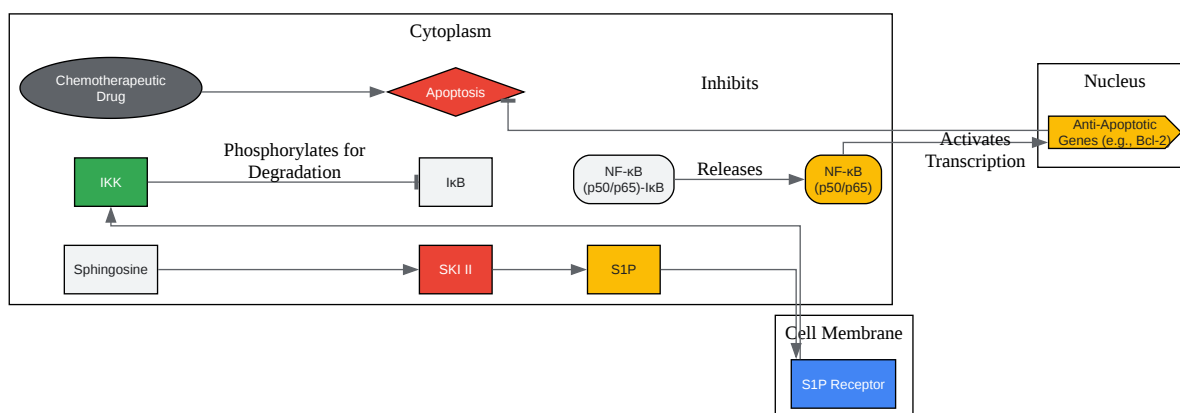 Cytoplasm
Chemotherapeutic
Drug
Apoptosis
Inhibits
Nucleus
Anti-Apoptotic
Genes (e.g., Bcl-2)
Activates
Transcription
Phosphorylates for
Degradation
IKK
IκB
NF-κB
(p50/p65)-IκB
Releases
NF-κB
(p50/p65)
Sphingosine
SKI II
S1P
Cell Membrane
S1P Receptor